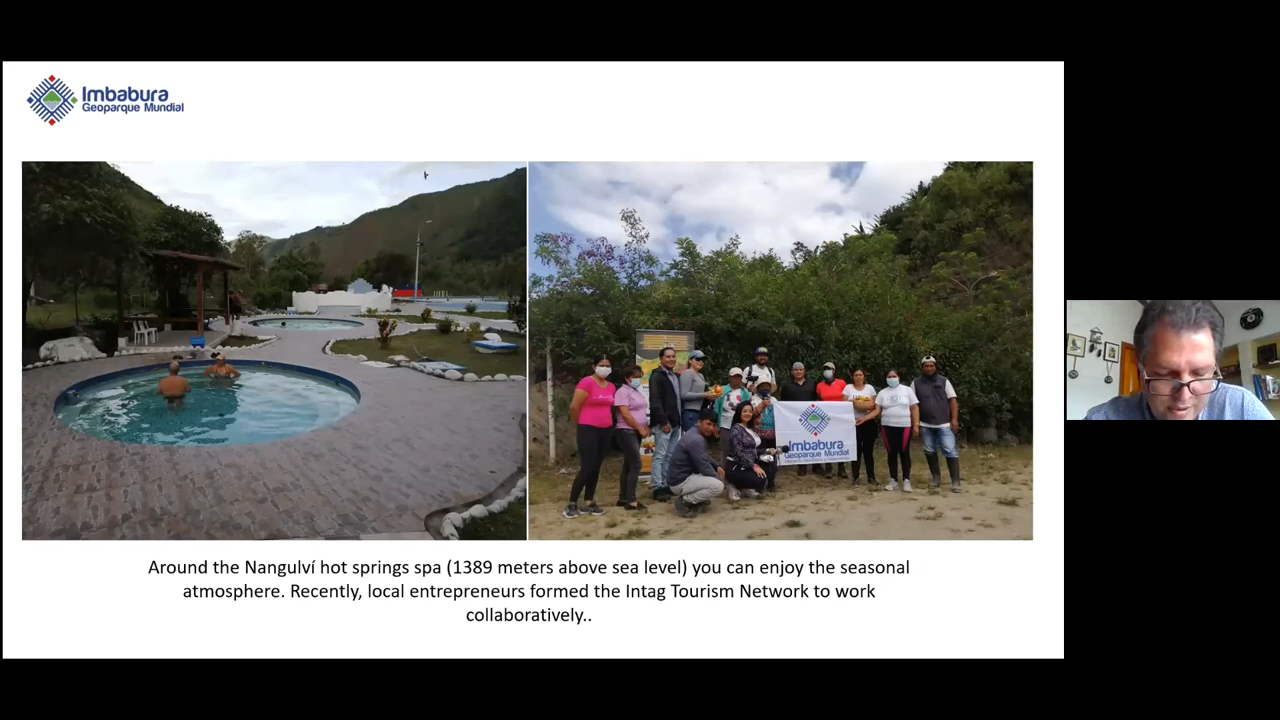 Imbabura
Geoparque Mundial
Imbabura
Geoparque Mundial
Around the Nangulví hot springs spa (1389 meters above sea level) you can enjoy the seasonal
atmosphere. Recently, local entrepreneurs formed the Intag Tourism Network to work
collaboratively..